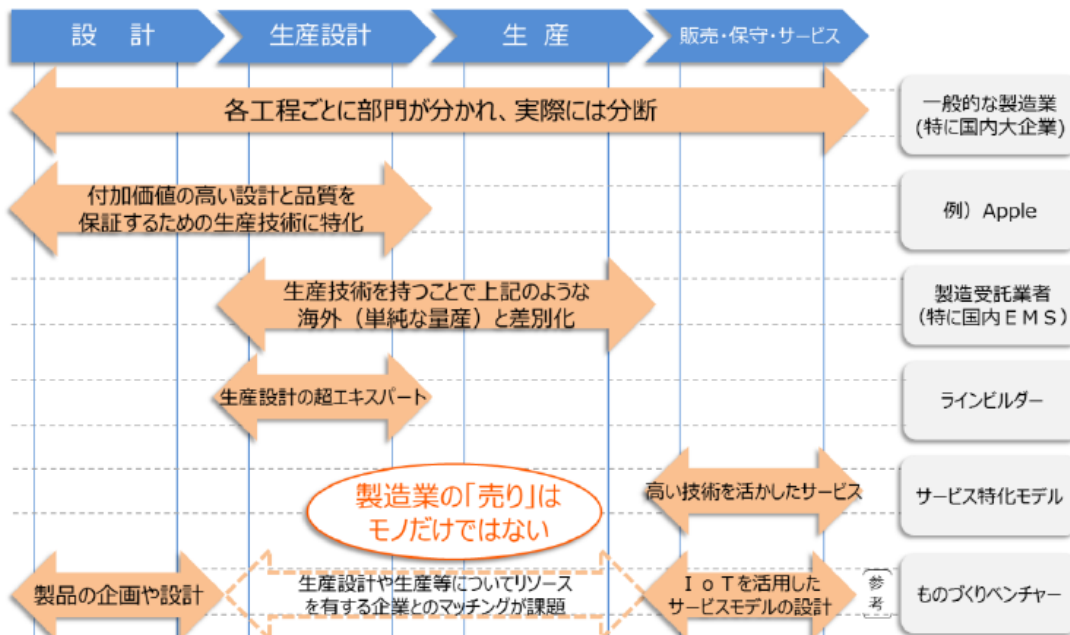 設 計
生産設計
生 産
販売・保守・サービス
各工程ごとに部門が分かれ、実際には分断
一般的な製造業
(特に国内大企業)
付加価値の高い設計と品質を
保証するための生産技術に特化
例）Apple
生産技術を持つことで上記のような
海外（単純な量産）と差別化
製造受託業者
（特に国内ＥＭＳ）
生産設計の超エキスパート
ラインビルダー
製造業の「売り」は
モノだけではない
高い技術を活かしたサービス
サービス特化モデル
製品の企画や設計
生産設計や生産等についてリソース
を有する企業とのマッチングが課題
ＩｏＴを活用した
サービスモデルの設計
参
考
ものづくりベンチャー